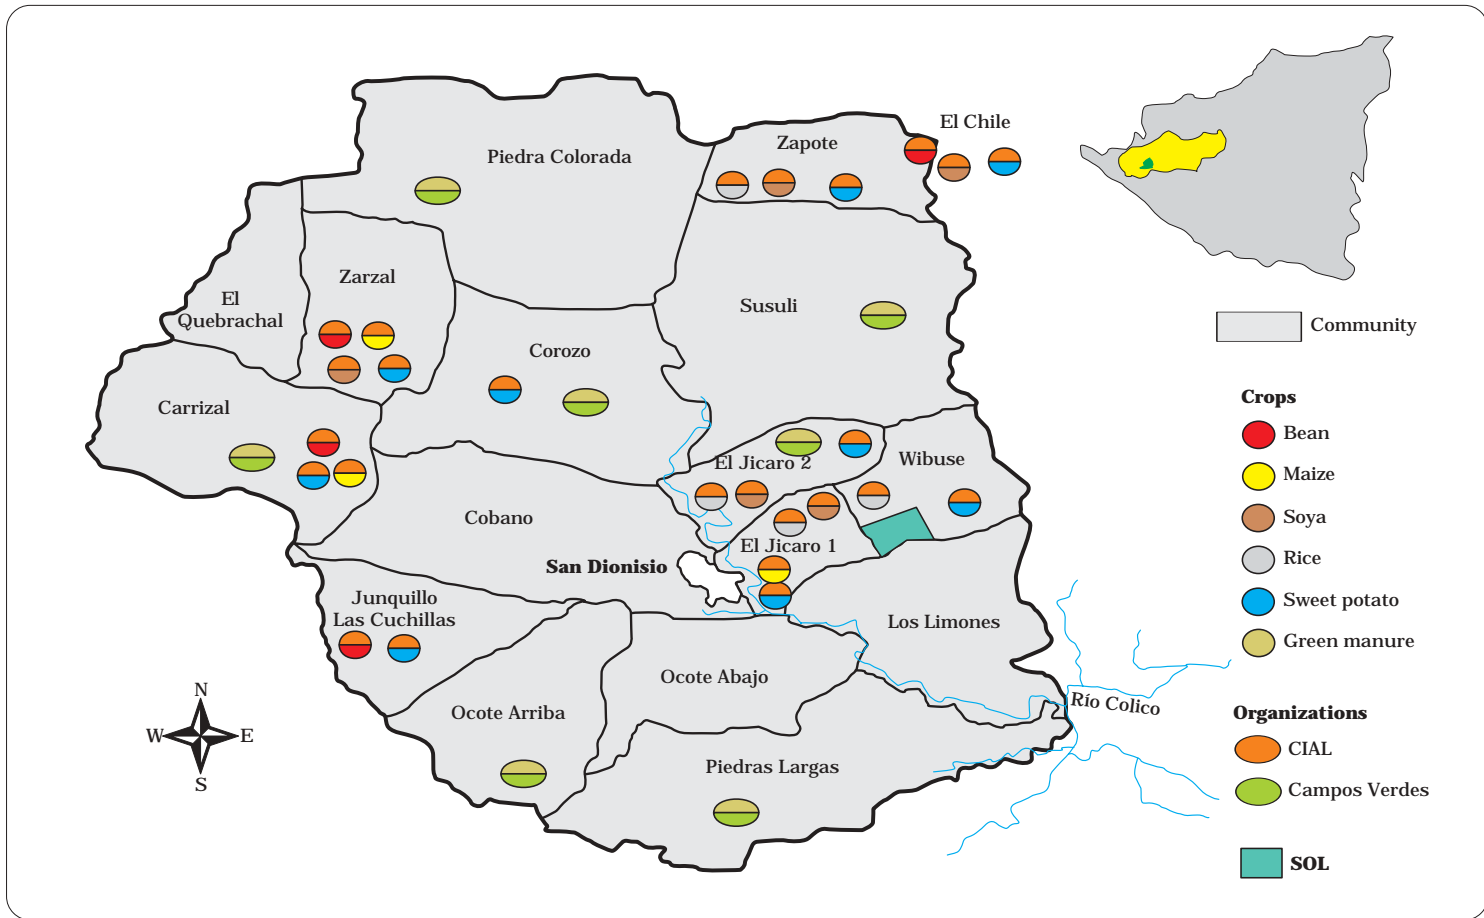 El Chile
Zapote
Piedra Colorada
Zarzal
El
Quebrachal
Susuli
Corozo
Carrizal
El Jicaro 2
Wibuse
Cobano
El Jicaro 1
San Dionisio
Junquillo
Las Cuchillas
Los Limones
Ocote Abajo
Ocote Arriba
Río Colico
Piedras Largas
N
W
E
S
Community
Crops
Bean
Maize
Soya
Rice
Sweet potato
Green manure
Organizations
CIAL
Campos Verdes
SOL